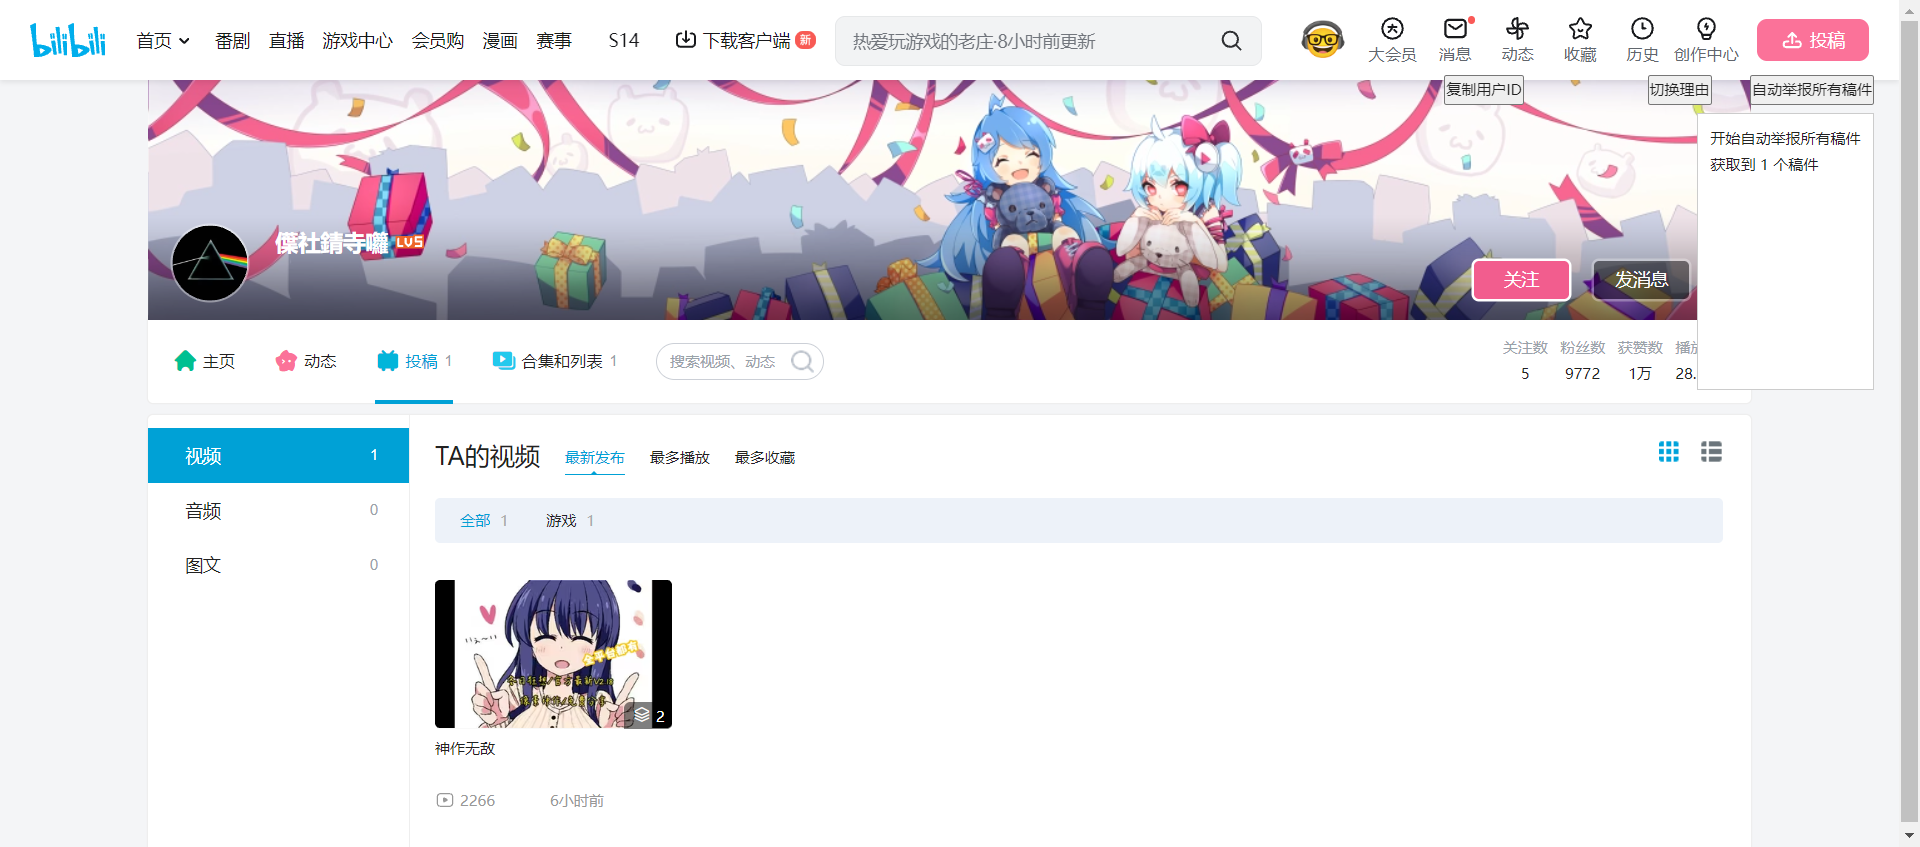 bilibili
首页 番剧 直播 游戏中心 会员购 漫画 赛事 S14 下载客户端 新
热爱玩游戏的老庄·8小时前更新
大会员 消息 动态 收藏 历史 创作中心 投稿
复制用户ID 切换理由 自动举报所有稿件
开始自动举报所有稿件
获取到 1 个稿件
LV5
关注 发消息
主页 动态 投稿 1 合集和列表 1 搜索视频、动态
关注数 粉丝数 获赞数
5 9772 1万 28.
视频 1
音频 0
图文 0
TA的视频 最新发布 最多播放 最多收藏
全部 1 游戏 1
全平台都有
2
神作无敌
2266 6小时前